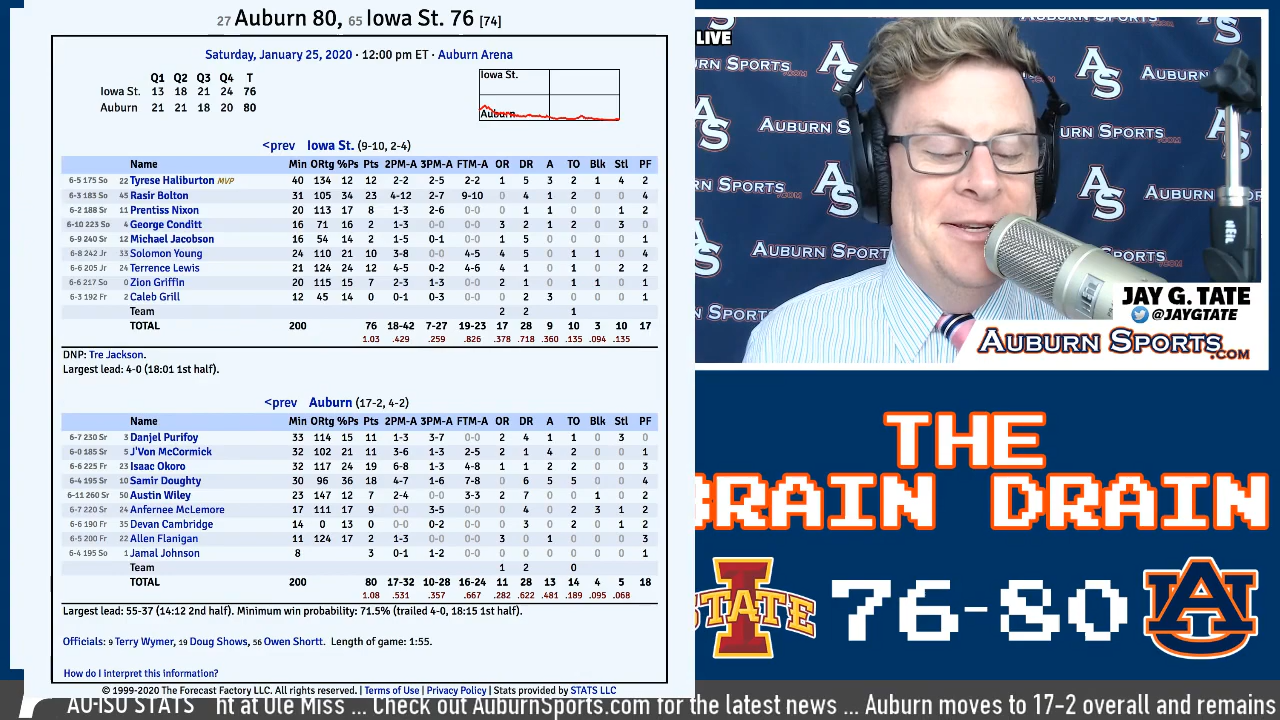 27 Auburn 80, 65 Iowa St. 76 [74]
Saturday, January 25, 2020 · 12:00 pm ET · Auburn Arena
Q1 Q2 Q3 Q4 T
Iowa St. 13 18 21 24 76
Auburn 21 21 18 20 80
Iowa St.
Auburn
<prev Iowa St. (9-10, 2-4)
Name Min ORtg %Ps Pts 2PM-A 3PM-A FTM-A OR DR A TO Blk Stl PF
6-5 175 So 22 Tyrese Haliburton MVP 40 134 12 12 2-2 2-5 2-2 1 5 3 2 1 4 2
6-3 183 So 45 Rasir Bolton 31 105 34 23 4-12 2-7 9-10 0 4 1 2 0 0 4
6-2 188 Sr 11 Prentiss Nixon 20 113 17 8 1-3 2-6 0-0 0 1 1 0 0 1 2
6-10 223 So 4 George Conditt 16 71 16 2 1-3 0-0 0-0 3 2 1 2 0 3 0
6-9 240 Sr 12 Michael Jacobson 16 54 14 2 1-5 0-1 0-0 1 5 0 0 0 0 1
6-8 242 Jr 33 Solomon Young 24 110 21 10 3-8 0-0 4-5 4 5 0 1 1 0 4
6-6 205 Jr 24 Terrence Lewis 21 124 24 12 4-5 0-2 4-6 4 1 0 1 0 2 2
6-6 217 So 0 Zion Griffin 20 115 15 7 2-3 1-3 0-0 2 1 0 1 1 0 1
6-3 192 Fr 2 Caleb Grill 12 45 14 0 0-1 0-3 0-0 0 2 3 0 0 0 1
Team 2 2 1
TOTAL 200 76 18-42 7-27 19-23 17 28 9 10 3 10 17
1.03 .429 .259 .826 .378 .718 .360 .135 .094 .135
DNP: Tre Jackson.
Largest lead: 4-0 (18:01 1st half).
<prev Auburn (17-2, 4-2)
Name Min ORtg %Ps Pts 2PM-A 3PM-A FTM-A OR DR A TO Blk Stl PF
6-7 230 Sr 3 Danjel Purifoy 33 114 15 11 1-3 3-7 0-0 2 4 1 1 0 3 0
6-0 185 Sr 5 J'Von McCormick 32 102 21 11 3-6 1-3 2-5 2 1 4 2 0 0 1
6-6 225 Fr 23 Isaac Okoro 32 117 24 19 6-8 1-3 4-8 1 1 2 2 0 0 3
6-4 195 Sr 10 Samir Doughty 30 99 36 18 4-7 1-6 7-8 0 6 5 5 0 0 4
6-11 260 Sr 50 Austin Wiley 23 147 12 7 2-4 0-0 3-3 2 7 0 0 1 0 2
6-7 220 Sr 24 Anfernee McLemore 17 111 17 9 0-0 3-5 0-0 0 4 0 2 3 1 2
6-6 190 Fr 35 Devan Cambridge 14 13 0 0-0 0-2 0-0 0 3 0 2 0 1 2
6-5 200 Fr 22 Allen Flanigan 11 124 17 2 1-3 0-0 0-0 3 0 1 0 0 0 3
6-4 195 So 1 Jamal Johnson 8 3 0-1 1-2 0-0 0 0 0 0 0 0 1
Team 1 2 0
TOTAL 200 80 17-32 10-28 16-24 11 28 13 14 4 5 18
1.08 .531 .357 .667 .282 .622 .481 .189 .095 .068
Largest lead: 55-37 (14:12 2nd half). Minimum win probability: 71.5% (trailed 4-0, 18:15 1st half).
Officials: 9 Terry Wymer, 19 Doug Shows, 56 Owen Shortt. Length of game: 1:55.
How do I interpret this information?
© 1999-2020 The Forecast Factory LLC. All rights reserved. | Terms of Use | Privacy Policy | Stats provided by STATS LLC
LIVE
AUBURN SPORTS.COM
JAY G. TATE
@JAYGTATE
AUBURN SPORTS.COM
THE
BRAIN DRAIN
STATE
76-80
AU
AU-ISU STATS nt at Ole Miss ... Check out AuburnSports.com for the latest news ... Auburn moves to 17-2 overall and remains